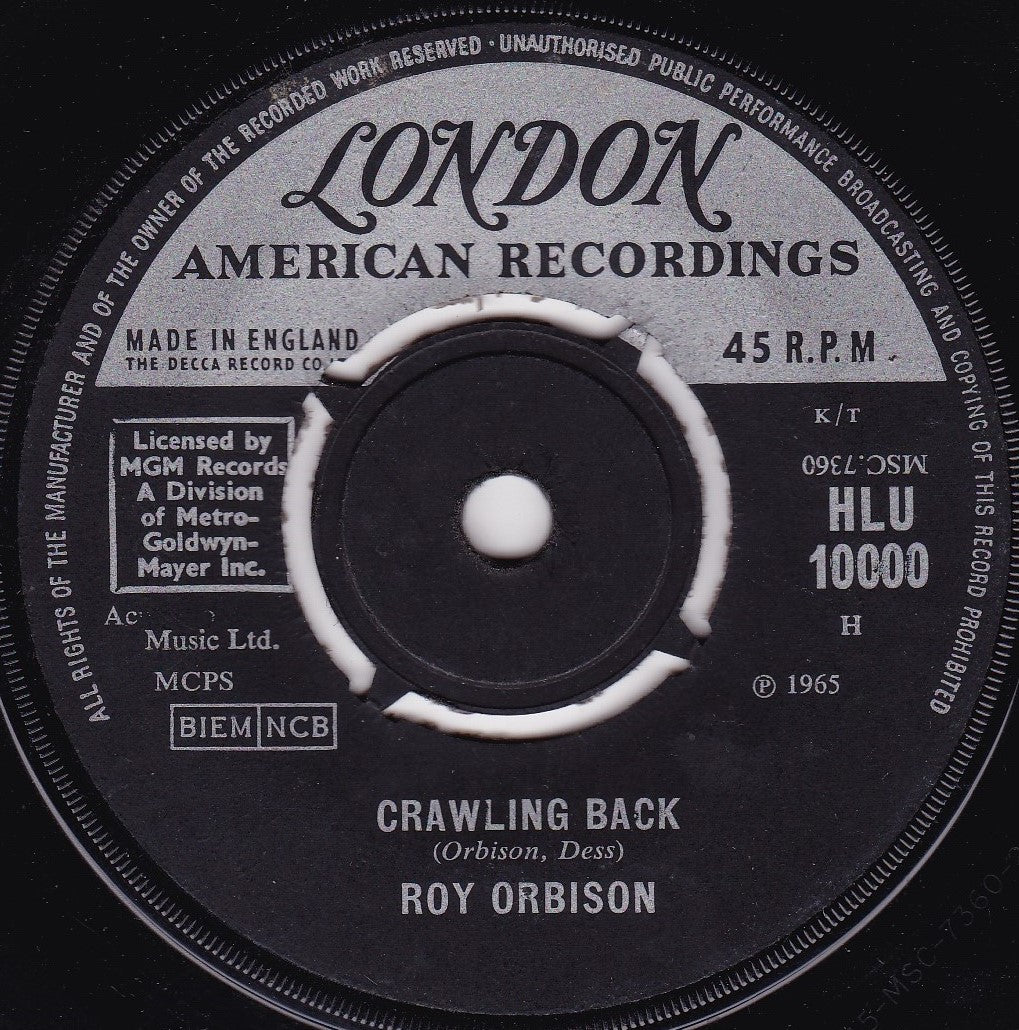 ALL RIGHTS OF THE MANUFACTURER AND OF THE OWNER OF THE RECORDED WORK RESERVED · UNAUTHORISED PUBLIC PERFORMANCE BROADCASTING AND COPYING OF THIS RECORD PROHIBITED
LONDON
AMERICAN RECORDINGS
MADE IN ENGLAND
THE DECCA RECORD CO.
45 R.P.M.
K/T
MSC.7360
HLU
10000
H
℗ 1965
Licensed by
MGM Records
A Division
of Metro-
Goldwyn-
Mayer Inc.
Music Ltd.
MCPS
BIEM NCB
CRAWLING BACK
(Orbison, Dess)
ROY ORBISON
MSC-7360-